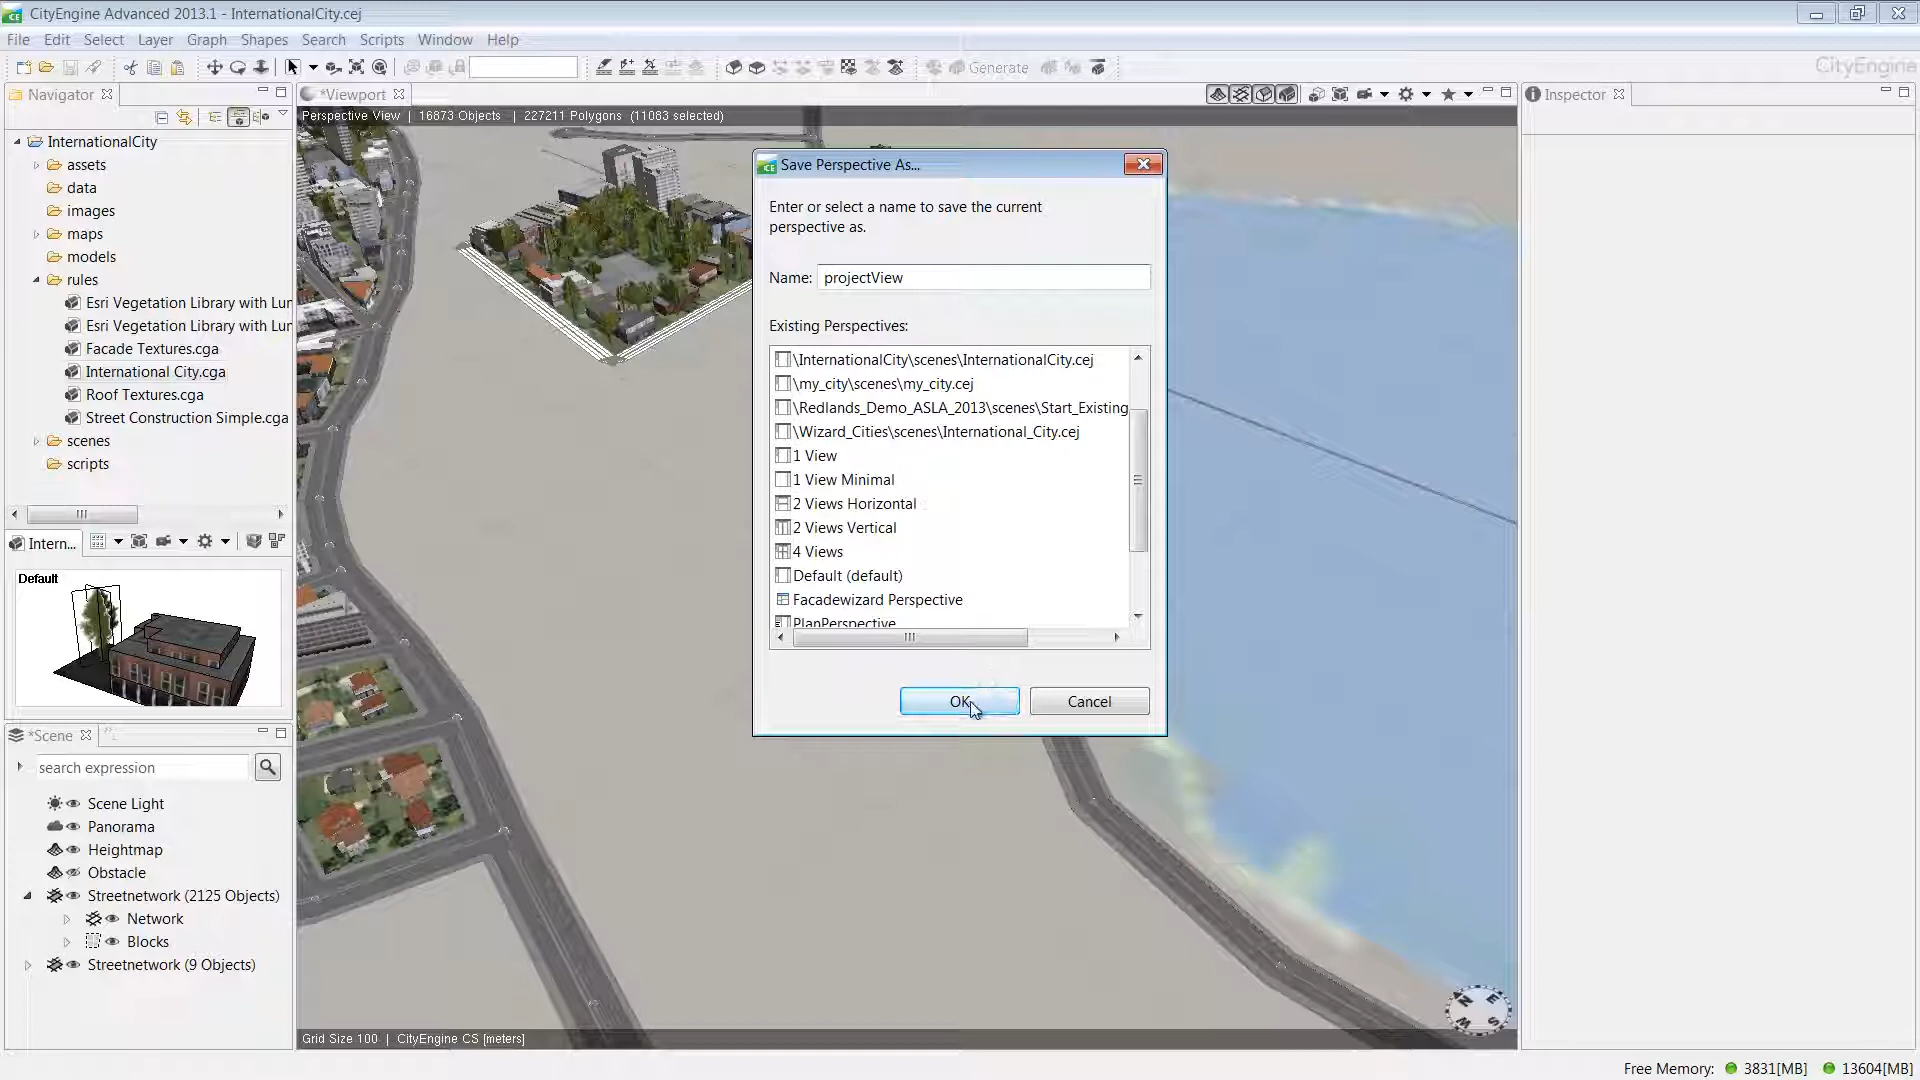 CityEngine Advanced 2013.1 - InternationalCity.cej
File Edit Select Layer Graph Shapes Search Scripts Window Help
Generate
CityEngine
Navigator
*Viewport
Inspector
Perspective View | 16873 Objects | 227211 Polygons (11083 selected)
InternationalCity
assets
data
images
maps
models
rules
Esri Vegetation Library with Lur
Esri Vegetation Library with Lur
Facade Textures.cga
International City.cga
Roof Textures.cga
Street Construction Simple.cga
scenes
scripts
Intern...
Default
*Scene
search expression
Scene Light
Panorama
Heightmap
Obstacle
Streetnetwork (2125 Objects)
Network
Blocks
Streetnetwork (9 Objects)
Save Perspective As...
Enter or select a name to save the current
perspective as.
Name: projectView
Existing Perspectives:
\InternationalCity\scenes\InternationalCity.cej
\my_city\scenes\my_city.cej
\Redlands_Demo_ASLA_2013\scenes\Start_Existing
\Wizard_Cities\scenes\International_City.cej
1 View
1 View Minimal
2 Views Horizontal
2 Views Vertical
4 Views
Default (default)
Facadewizard Perspective
PlanPerspective
OK Cancel
N E
W S
Grid Size 100 | CityEngine CS [meters]
Free Memory: 3831[MB] 13604[MB]